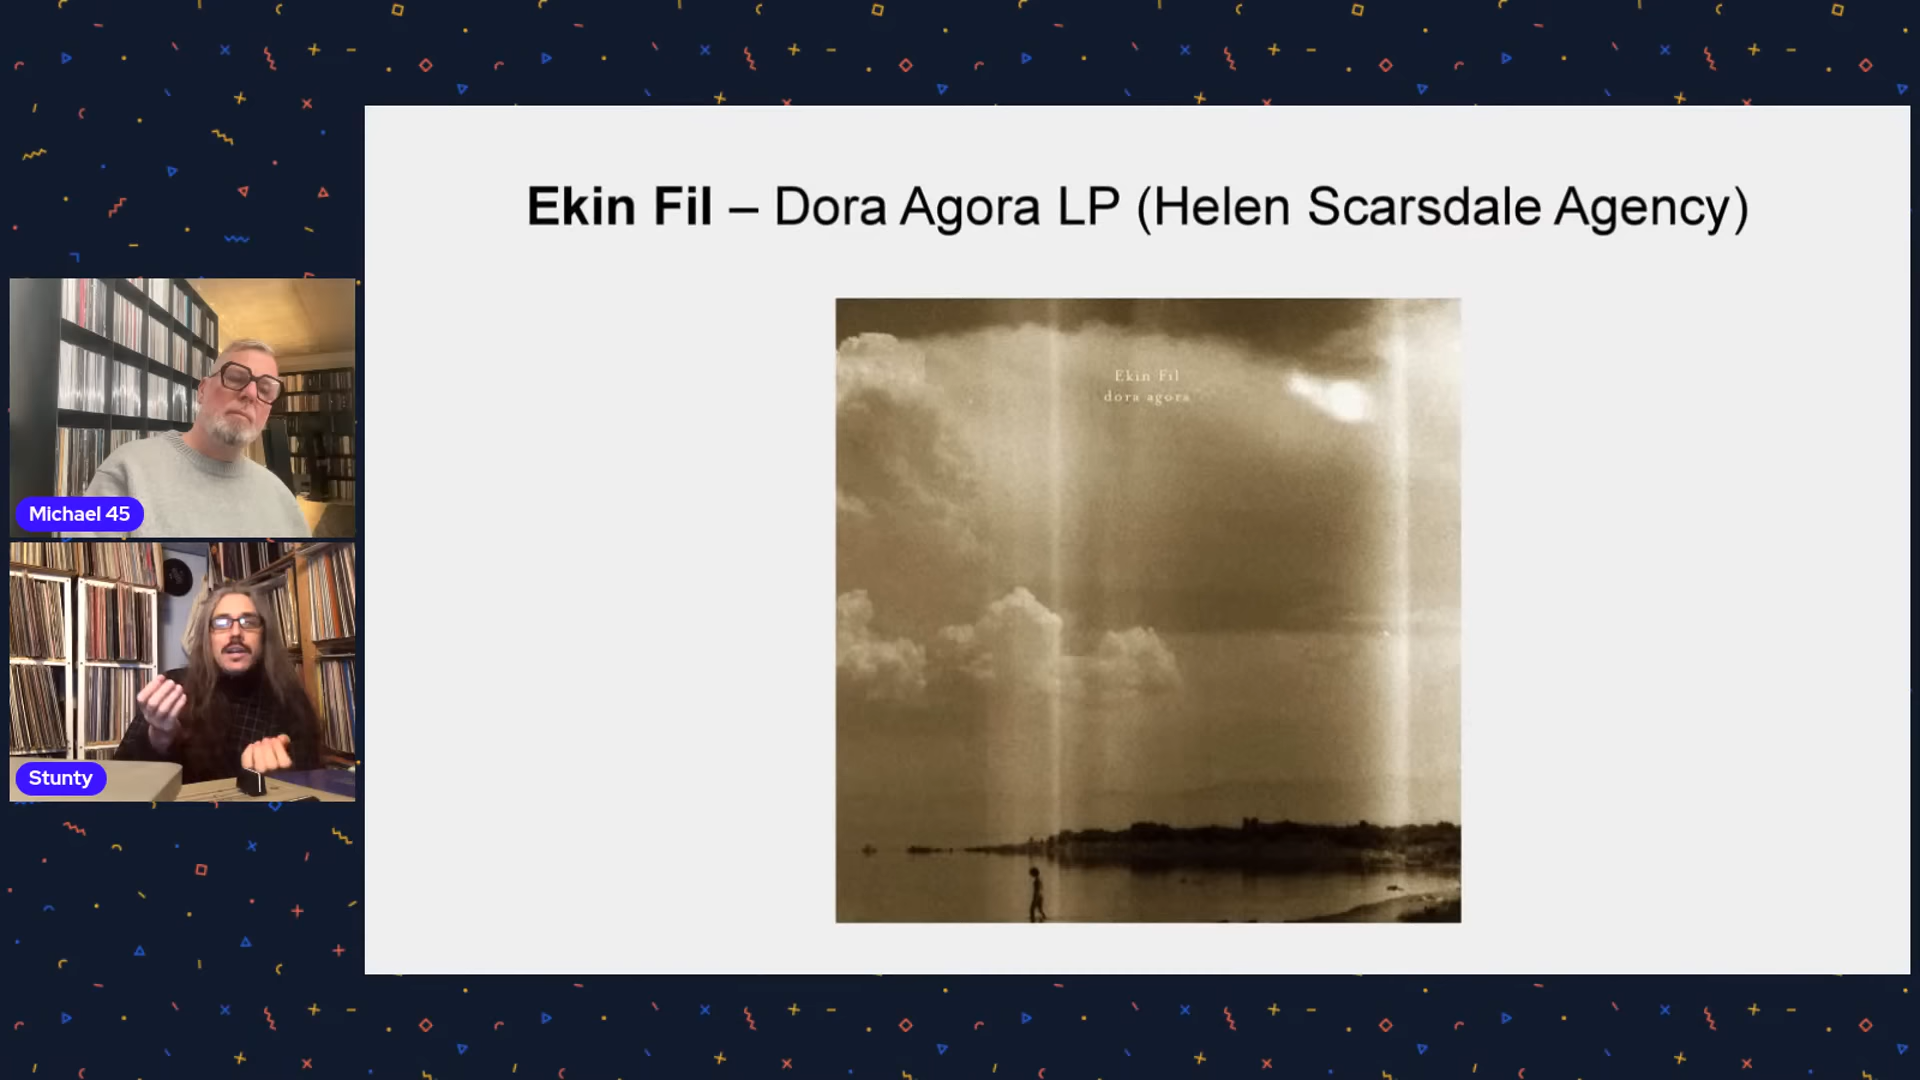 Ekin Fil – Dora Agora LP (Helen Scarsdale Agency)
Ekin Fil
dora agora
Michael 45
Stunty